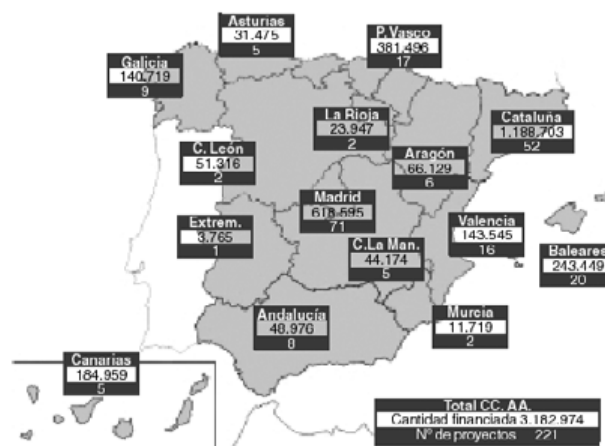 Asturias
31.475
5
P. Vasco
381.496
17
Galicia
140.719
9
La Rioja
23.947
2
Cataluña
1.188.703
52
C. León
51.316
2
Aragón
66.129
6
Madrid
618.595
71
Extrem.
3.765
1
Valencia
143.545
16
C.La Man.
44.174
5
Baleares
243.449
20
Andalucía
48.976
8
Murcia
11.719
2
Canarias
184.959
5
Total CC. AA.
Cantidad financiada 3.182.974
Nº de proyectos 221